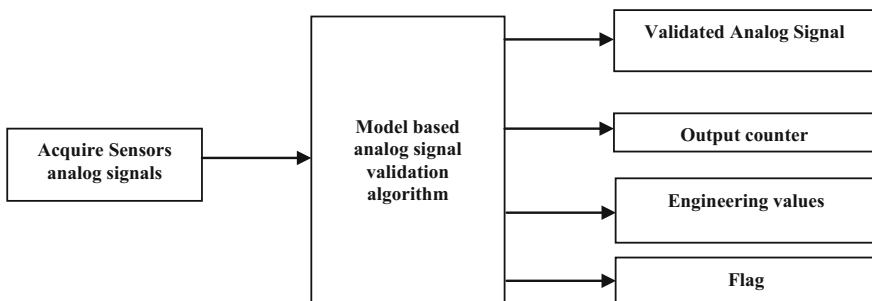 Acquire Sensors
analog signals
Model based
analog signal
validation
algorithm
Validated Analog Signal
Output counter
Engineering values
Flag